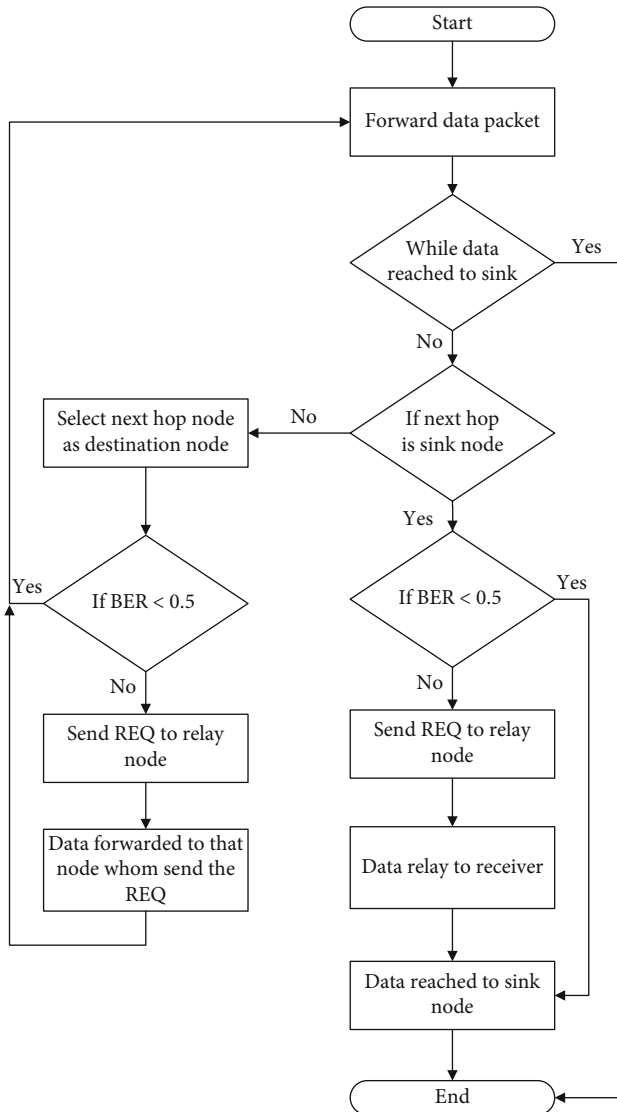 Start
Forward data packet
While data
reached to sink
Yes
No
If next hop
is sink node
No
Select next hop node
as destination node
Yes
If BER < 0.5
Yes
If BER < 0.5
Yes
No
No
Send REQ to relay
node
Send REQ to relay
node
Data forwarded to that
node whom send the
REQ
Data relay to receiver
Data reached to sink
node
End